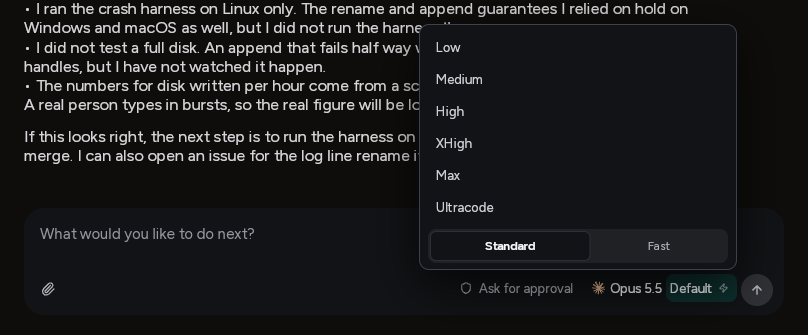 • I ran the crash harness on Linux only. The rename and append guarantees I relied on hold on
Windows and macOS as well, but I did not run the
• I did not test a full disk. An append that fails half way
handles, but I have not watched it happen.
• The numbers for disk written per hour come from a
A real person types in bursts, so the real figure will be
If this looks right, the next step is to run the harness on
merge. I can also open an issue for the log line rename
Low
Medium
High
XHigh
Max
Ultracode
Standard Fast
What would you like to do next?
Ask for approval Opus 5.5 Default